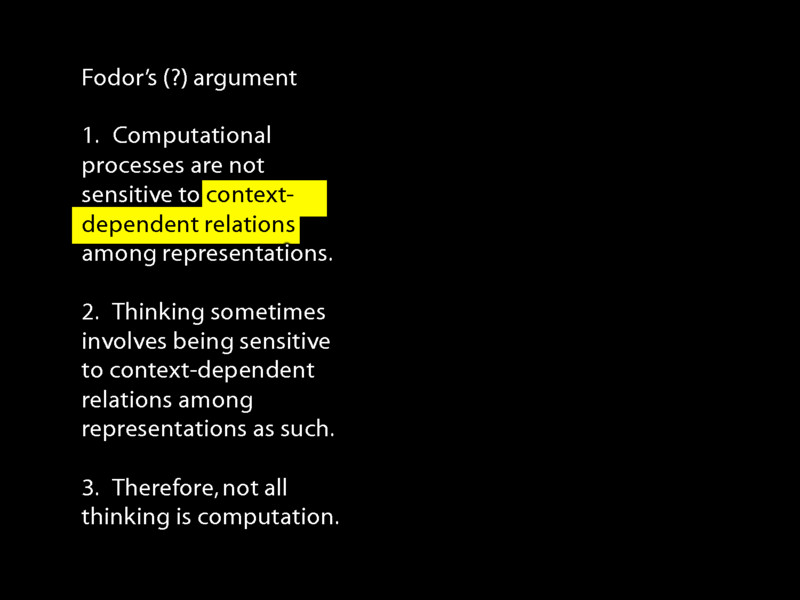 Fodor's (?) argument
1. Computational
processes are not
sensitive to context-
dependent relations
among representations.
2. Thinking sometimes
involves being sensitive
to context-dependent
relations among
representations as such.
3. Therefore, not all
thinking is computation.